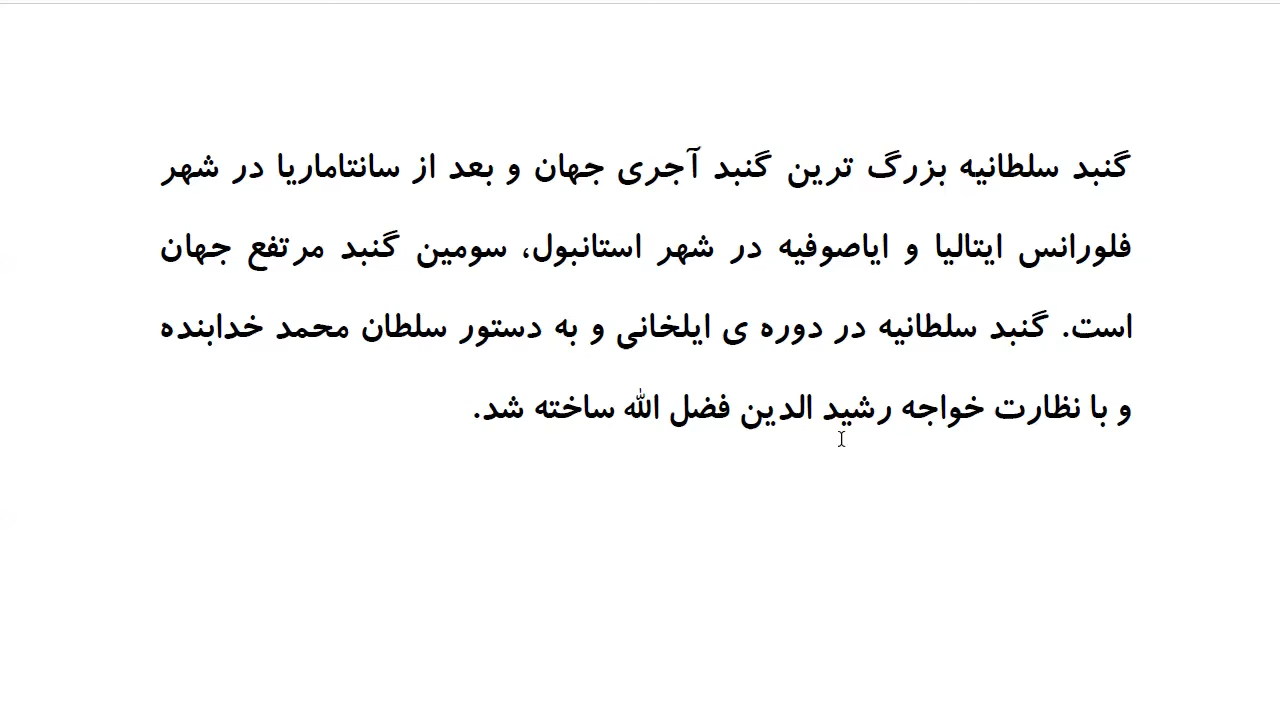 گنبد سلطانیه بزرگ ترین گنبد آجری جهان و بعد از سانتاماریا در شهر
فلورانس ایتالیا و ایاصوفیه در شهر استانبول، سومین گنبد مرتفع جهان
است. گنبد سلطانیه در دوره ی ایلخانی و به دستور سلطان محمد خدابنده
و با نظارت خواجه رشید الدین فضل الله ساخته شد.